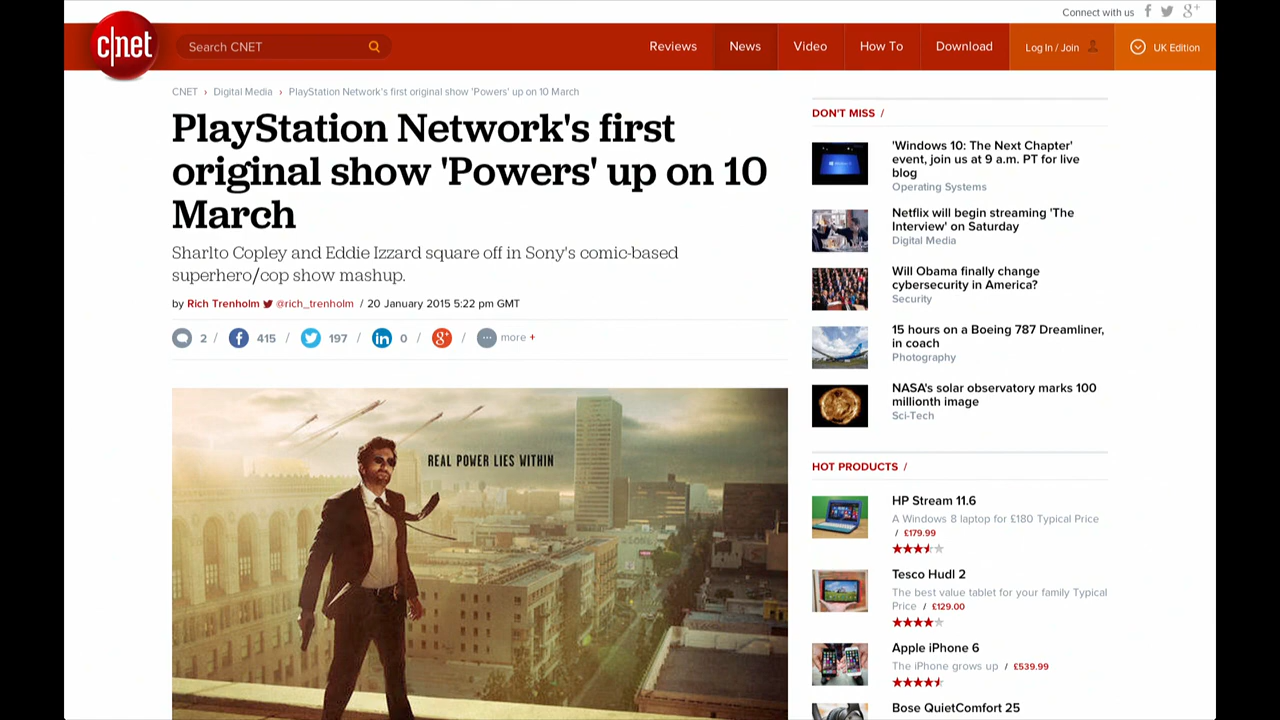 Connect with us
c|net
Search CNET
Reviews
News
Video
How To
Download
Log In / Join
UK Edition
CNET › Digital Media › PlayStation Network's first original show 'Powers' up on 10 March
PlayStation Network's first
original show 'Powers' up on 10
March
Sharlto Copley and Eddie Izzard square off in Sony's comic-based
superhero/cop show mashup.
by Rich Trenholm @rich_trenholm / 20 January 2015 5:22 pm GMT
2 / 415 / 197 / in 0 / g+ / more +
REAL POWER LIES WITHIN
DON'T MISS /
'Windows 10: The Next Chapter'
event, join us at 9 a.m. PT for live
blog
Operating Systems
Netflix will begin streaming 'The
Interview' on Saturday
Digital Media
Will Obama finally change
cybersecurity in America?
Security
15 hours on a Boeing 787 Dreamliner,
in coach
Photography
NASA's solar observatory marks 100
millionth image
Sci-Tech
HOT PRODUCTS /
HP Stream 11.6
A Windows 8 laptop for £180 Typical Price
/ £179.99
Tesco Hudl 2
The best value tablet for your family Typical
Price / £129.00
Apple iPhone 6
The iPhone grows up / £539.99
Bose QuietComfort 25